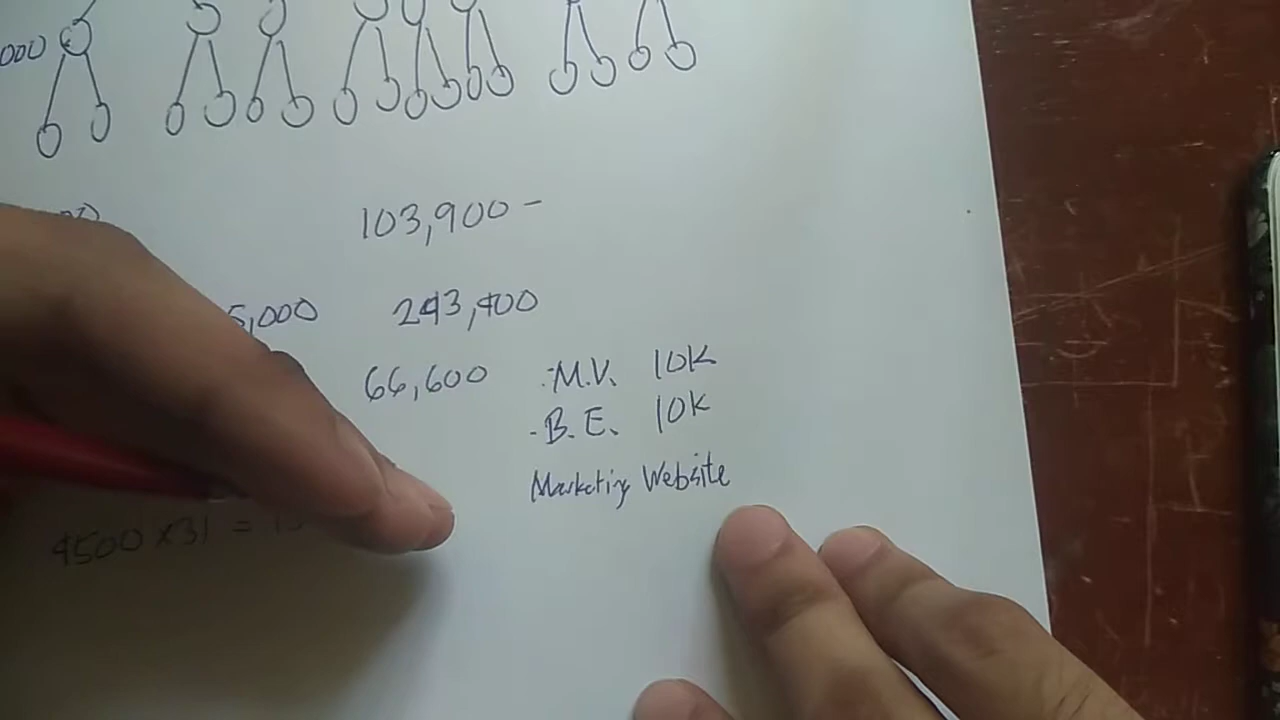 000
103,900 -
5,000 243,400
66,600 - M.V. 10K
- B.E. 10K
Marketing Website
4500 x 31 =